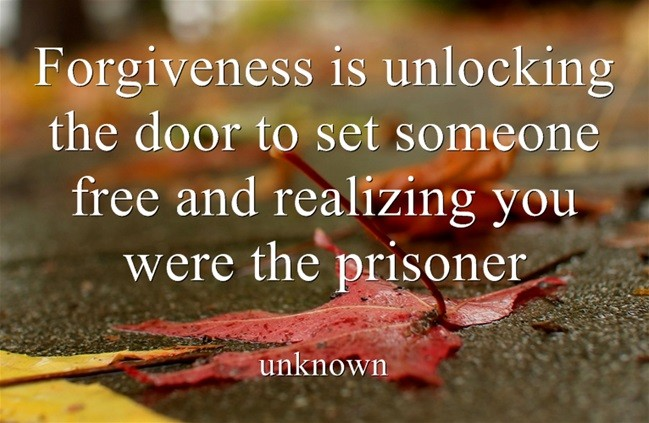 Forgiveness is unlocking
the door to set someone
free and realizing you
were the prisoner
unknown